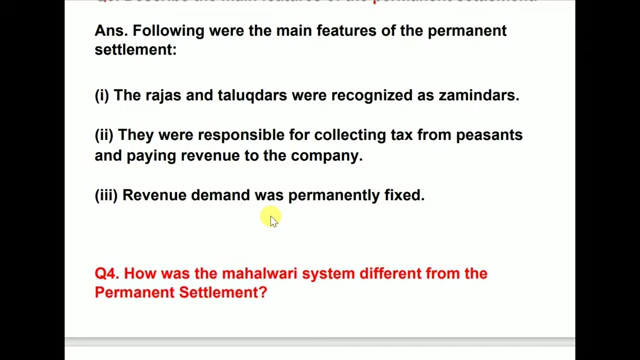 Ans. Following were the main features of the permanent
settlement:
(i) The rajas and taluqdars were recognized as zamindars.
(ii) They were responsible for collecting tax from peasants
and paying revenue to the company.
(iii) Revenue demand was permanently fixed.
Q4. How was the mahalwari system different from the
Permanent Settlement?